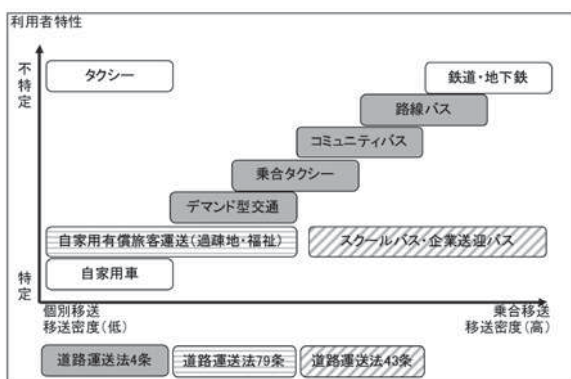 利用者特性
不特定
タクシー
鉄道・地下鉄
路線バス
コミュニティバス
乗合タクシー
デマンド型交通
自家用有償旅客運送(過疎地・福祉)
スクールバス・企業送迎バス
特定
自家用車
個別移送
移送密度(低)
乗合移送
移送密度(高)
道路運送法4条
道路運送法79条
道路運送法43条